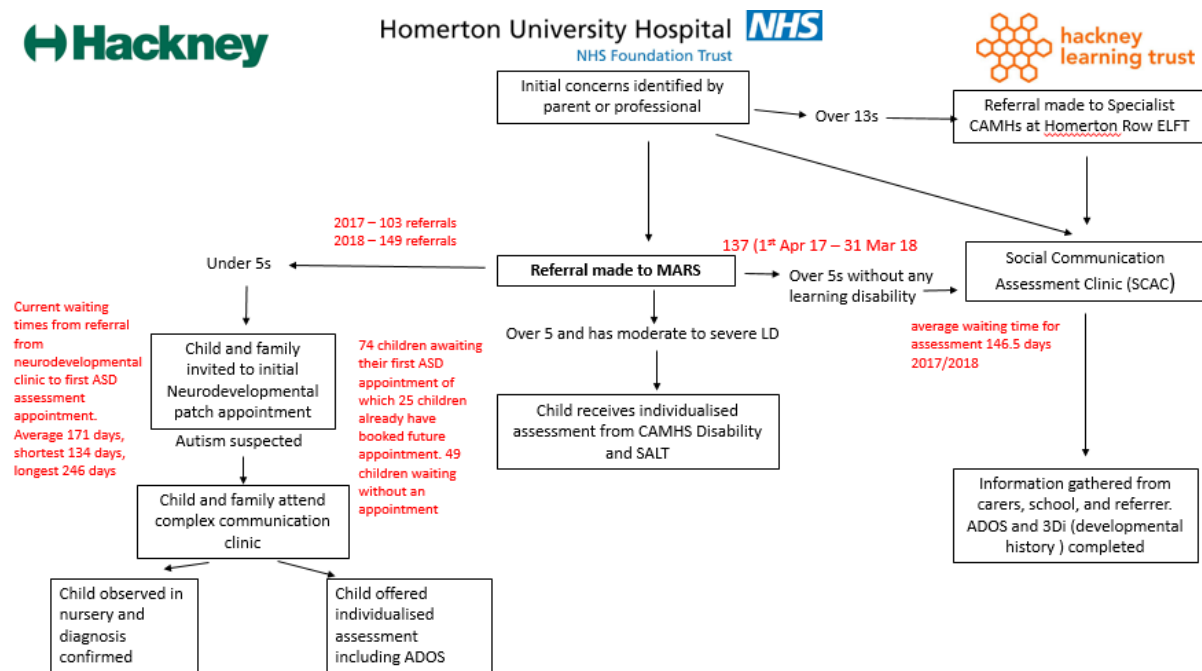 Hackney
Homerton University Hospital NHS
NHS Foundation Trust
hackney
learning trust
Initial concerns identified by
parent or professional
Over 13s
Referral made to Specialist
CAMHs at Homerton Row ELFT
2017 – 103 referrals
2018 – 149 referrals
137 (1st Apr 17 – 31 Mar 18
Under 5s
Referral made to MARS
Over 5s without any
learning disability
Social Communication
Assessment Clinic (SCAC)
Current waiting
times from referral
from
neurodevelopmental
clinic to first ASD
assessment
appointment.
Average 171 days,
shortest 134 days,
longest 246 days
Child and family
invited to initial
Neurodevelopmental
patch appointment
74 children awaiting
their first ASD
appointment of
which 25 children
already have
booked future
appointment. 49
children waiting
without an
appointment
Over 5 and has moderate to severe LD
average waiting time for
assessment 146.5 days
2017/2018
Child receives individualised
assessment from CAMHS Disability
and SALT
Autism suspected
Child and family attend
complex communication
clinic
Information gathered from
carers, school, and referrer.
ADOS and 3Di (developmental
history ) completed
Child observed in
nursery and
diagnosis
confirmed
Child offered
individualised
assessment
including ADOS